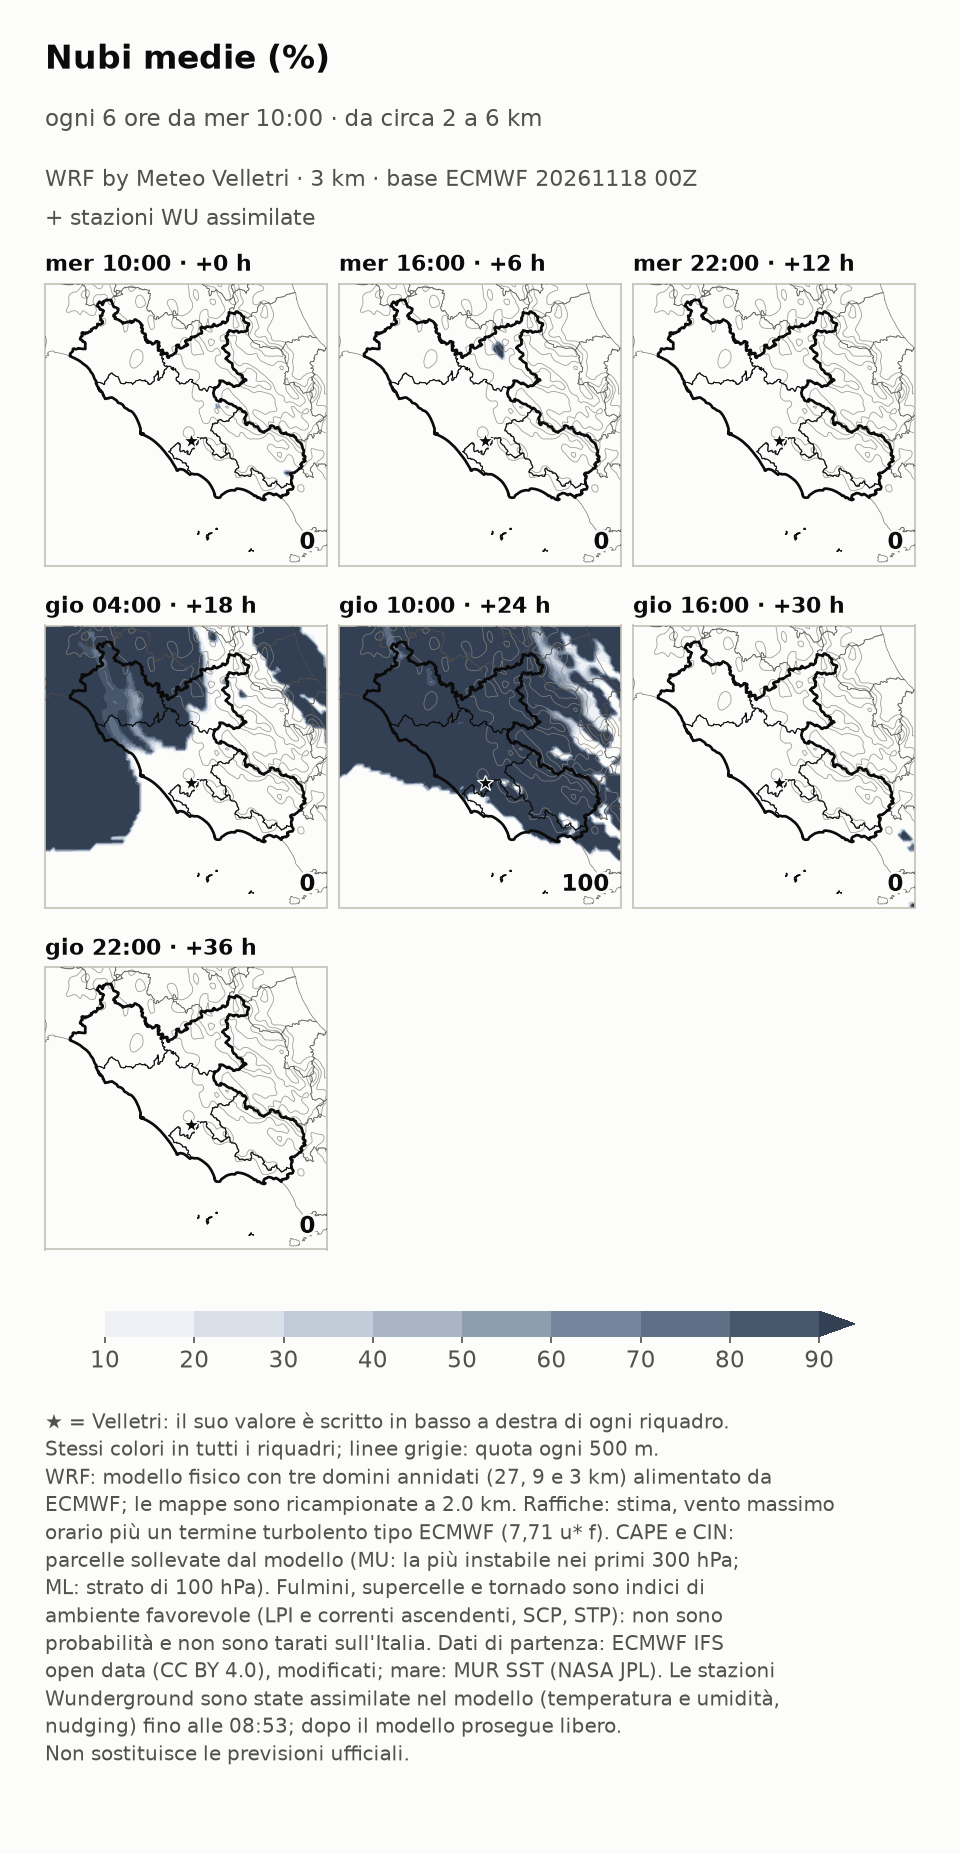 Nubi medie (%)
ogni 6 ore da mer 10:00 · da circa 2 a 6 km
WRF by Meteo Velletri · 3 km · base ECMWF 20261118 00Z
+ stazioni WU assimilate
mer 10:00 · +0 h
mer 16:00 · +6 h
mer 22:00 · +12 h
0
0
0
gio 04:00 · +18 h
gio 10:00 · +24 h
gio 16:00 · +30 h
0
100
0
gio 22:00 · +36 h
0
10 20 30 40 50 60 70 80 90
★ = Velletri: il suo valore è scritto in basso a destra di ogni riquadro.
Stessi colori in tutti i riquadri; linee grigie: quota ogni 500 m.
WRF: modello fisico con tre domini annidati (27, 9 e 3 km) alimentato da
ECMWF; le mappe sono ricampionate a 2.0 km. Raffiche: stima, vento massimo
orario più un termine turbolento tipo ECMWF (7,71 u* f). CAPE e CIN:
parcelle sollevate dal modello (MU: la più instabile nei primi 300 hPa;
ML: strato di 100 hPa). Fulmini, supercelle e tornado sono indici di
ambiente favorevole (LPI e correnti ascendenti, SCP, STP): non sono
probabilità e non sono tarati sull'Italia. Dati di partenza: ECMWF IFS
open data (CC BY 4.0), modificati; mare: MUR SST (NASA JPL). Le stazioni
Wunderground sono state assimilate nel modello (temperatura e umidità,
nudging) fino alle 08:53; dopo il modello prosegue libero.
Non sostituisce le previsioni ufficiali.